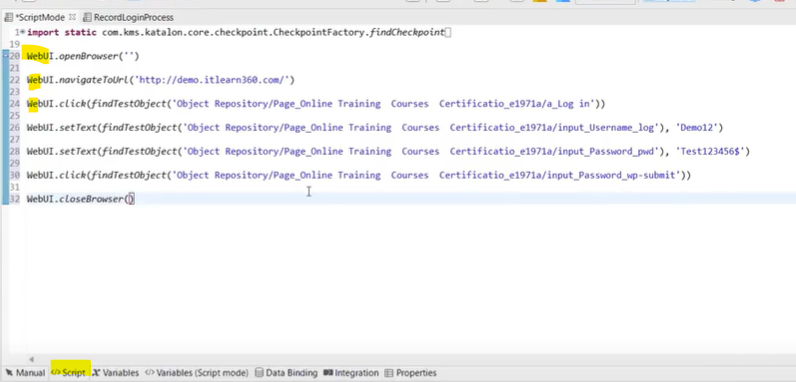 *ScriptMode RecordLoginProcess
1 import static com.kms.katalon.core.checkpoint.CheckpointFactory.findCheckpoint
19
20 WebUI.openBrowser('')
21
22 WebUI.navigateToUrl('http://demo.itlearn360.com/')
23
24 WebUI.click(findTestObject('Object Repository/Page_Online Training  Courses  Certificatio_e1971a/a_Log in'))
25
26 WebUI.setText(findTestObject('Object Repository/Page_Online Training  Courses  Certificatio_e1971a/input_Username_log'), 'Demo12')
27
28 WebUI.setText(findTestObject('Object Repository/Page_Online Training  Courses  Certificatio_e1971a/input_Password_pwd'), 'Test123456$')
29
30 WebUI.click(findTestObject('Object Repository/Page_Online Training  Courses  Certificatio_e1971a/input_Password_wp-submit'))
31
32 WebUI.closeBrowser()
Manual Script Variables Variables (Script mode) Data Binding Integration Properties